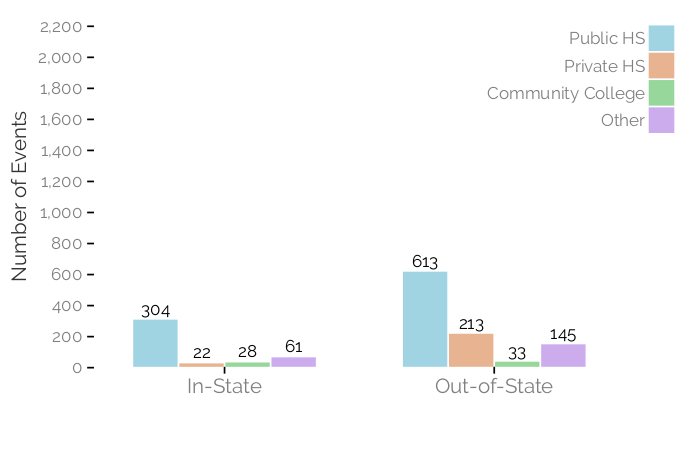 Number of Events
2,200
2,000
1,800
1,600
1,400
1,200
1,000
800
600
400
200
0
Public HS
Private HS
Community College
Other
304
22
28
61
613
213
33
145
In-State
Out-of-State